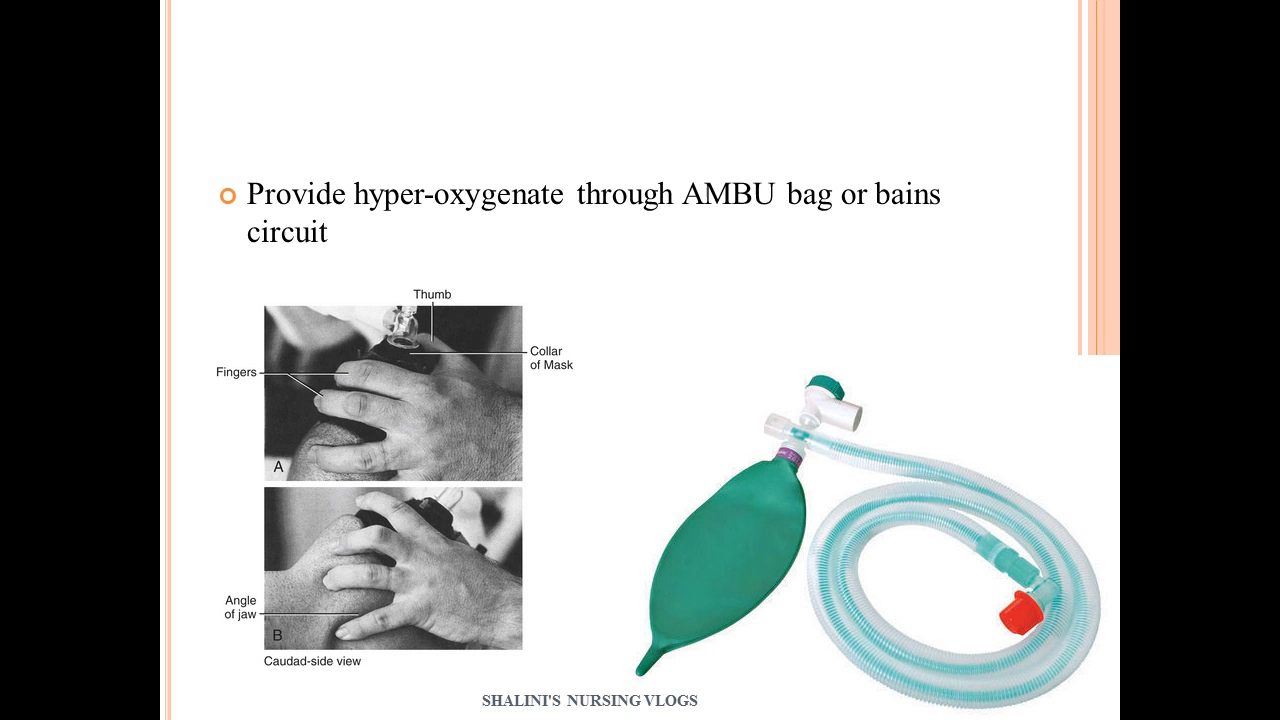 Provide hyper-oxygenate through AMBU bag or bains
circuit
Thumb
Collar
of Mask
Fingers
A
Angle
of jaw
B
Caudad-side view
SHALINI'S NURSING VLOGS